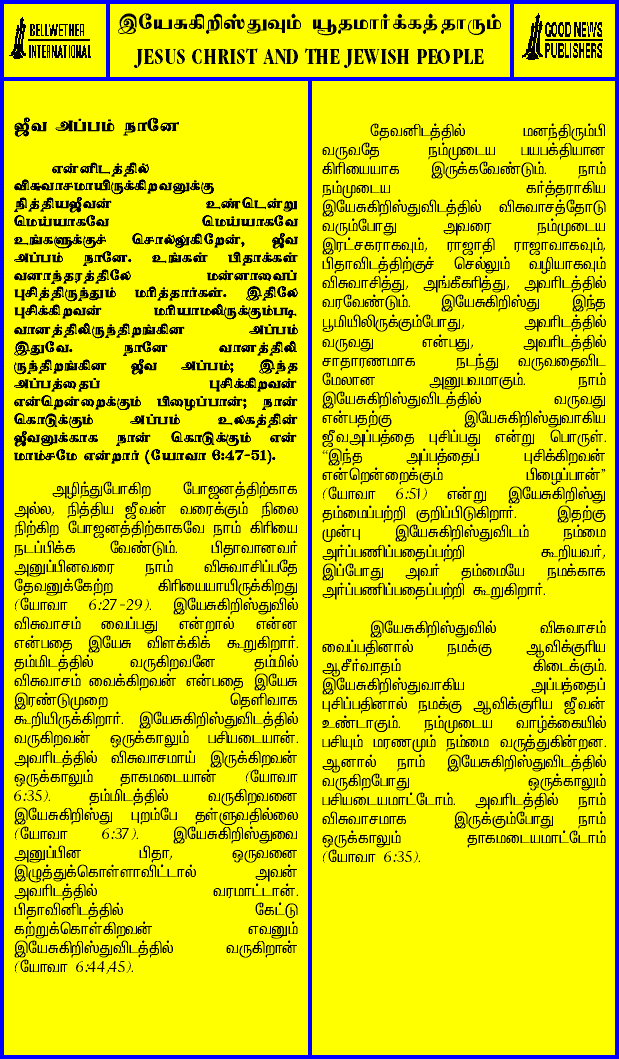 BELLWETHER
INTERNATIONAL
இயேசுகிறிஸ்துவும் யூதமார்க்கத்தாரும்
JESUS CHRIST AND THE JEWISH PEOPLE
GOOD NEWS
PUBLISHERS
ஜீவ அப்பம் நானே
என்னிடத்தில்
விசுவாசமாயிருக்கிறவனுக்கு
நித்தியஜீவன் உண்டென்று
மெய்யாகவே மெய்யாகவே
உங்களுக்குச் சொல்லுகிறேன், ஜீவ
அப்பம் நானே. உங்கள் பிதாக்கள்
வனாந்தரத்திலே மன்னாவைப்
புசித்திருந்தும் மரித்தார்கள். இதிலே
புசிக்கிறவன் மரியாமலிருக்கும்படி
வானத்திலிருந்திறங்கின அப்பம்
இதுவே. நானே வானத்திலி
ருந்திறங்கின ஜீவ அப்பம்; இந்த
அப்பத்தைப் புசிக்கிறவன்
என்றென்றைக்கும் பிழைப்பான்; நான்
கொடுக்கும் அப்பம் உலகத்தின்
ஜீவனுக்காக நான் கொடுக்கும் என்
மாம்சமே என்றார் (யோவா 6:47-51).
அழிந்துபோகிற போஜனத்திற்காக
அல்ல, நித்திய ஜீவன் வரைக்கும் நிலை
நிற்கிற போஜனத்திற்காகவே நாம் கிரியை
நடப்பிக்க வேண்டும். பிதாவானவர்
அனுப்பினவரை நாம் விசுவாசிப்பதே
தேவனுக்கேற்ற கிரியையாயிருக்கிறது
(யோவா 6:27-29). இயேசுகிறிஸ்துவில்
விசுவாசம் வைப்பது என்றால் என்ன
என்பதை இயேசு விளக்கிக் கூறுகிறார்.
தம்மிடத்தில் வருகிறவனே தம்மில்
விசுவாசம் வைக்கிறவன் என்பதை இயேசு
இரண்டுமுறை தெளிவாக
கூறியிருக்கிறார். இயேசுகிறிஸ்துவிடத்தில்
வருகிறவன் ஒருக்காலும் பசியடையான்.
அவரிடத்தில் விசுவாசமாய் இருக்கிறவன்
ஒருக்காலும் தாகமடையான் (யோவா
6:35). தம்மிடத்தில் வருகிறவனை
இயேசுகிறிஸ்து புறம்பே தள்ளுவதில்லை
(யோவா 6:37). இயேசுகிறிஸ்துவை
அனுப்பின பிதா, ஒருவனை
இழுத்துக்கொள்ளாவிட்டால் அவன்
அவரிடத்தில் வரமாட்டான்.
பிதாவினிடத்தில் கேட்டு
கற்றுக்கொள்கிறவன் எவனும்
இயேசுகிறிஸ்துவிடத்தில் வருகிறான்
(யோவா 6:44,45).
தேவனிடத்தில் மனந்திரும்பி
வருவதே நம்முடைய பயபக்தியான
கிரியையாக இருக்கவேண்டும். நாம்
நம்முடைய கர்த்தராகிய
இயேசுகிறிஸ்துவிடத்தில் விசுவாசத்தோடு
வரும்போது அவரை நம்முடைய
இரட்சகராகவும், ராஜாதி ராஜாவாகவும்,
பிதாவிடத்திற்குச் செல்லும் வழியாகவும்
விசுவாசித்து, அங்கீகரித்து, அவரிடத்தில்
வரவேண்டும். இயேசுகிறிஸ்து இந்த
பூமியிலிருக்கும்போது, அவரிடத்தில்
வருவது என்பது, அவரிடத்தில்
சாதாரணமாக நடந்து வருவதைவிட
மேலான அனுபவமாகும். நாம்
இயேசுகிறிஸ்துவிடத்தில் வருவது
என்பதற்கு இயேசுகிறிஸ்துவாகிய
ஜீவஅப்பத்தை புசிப்பது என்று பொருள்.
“இந்த அப்பத்தைப் புசிக்கிறவன்
என்றென்றைக்கும் பிழைப்பான்”
(யோவா 6:51) என்று இயேசுகிறிஸ்து
தம்மைப்பற்றி குறிப்பிடுகிறார். இதற்கு
முன்பு இயேசுகிறிஸ்துவிடம் நம்மை
அர்ப்பணிப்பதைப்பற்றி கூறியவர்,
இப்போது அவர் தம்மையே நமக்காக
அர்ப்பணிப்பதைப்பற்றி கூறுகிறார்.
இயேசுகிறிஸ்துவில் விசுவாசம்
வைப்பதினால் நமக்கு ஆவிக்குரிய
ஆசீர்வாதம் கிடைக்கும்.
இயேசுகிறிஸ்துவாகிய அப்பத்தைப்
புசிப்பதினால் நமக்கு ஆவிக்குரிய ஜீவன்
உண்டாகும். நம்முடைய வாழ்க்கையில்
பசியும் மரணமும் நம்மை வருத்துகின்றன.
ஆனால் நாம் இயேசுகிறிஸ்துவிடத்தில்
வருகிறபோது ஒருக்காலும்
பசியடையமாட்டோம். அவரிடத்தில் நாம்
விசுவாசமாக இருக்கும்போது நாம்
ஒருக்காலும் தாகமடையமாட்டோம்
(யோவா 6:35).